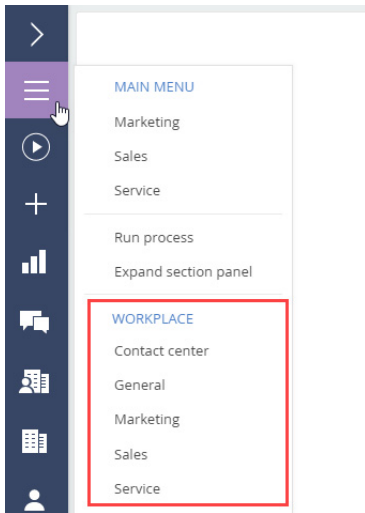 MAIN MENU
Marketing
Sales
Service
Run process
Expand section panel
WORKPLACE
Contact center
General
Marketing
Sales
Service